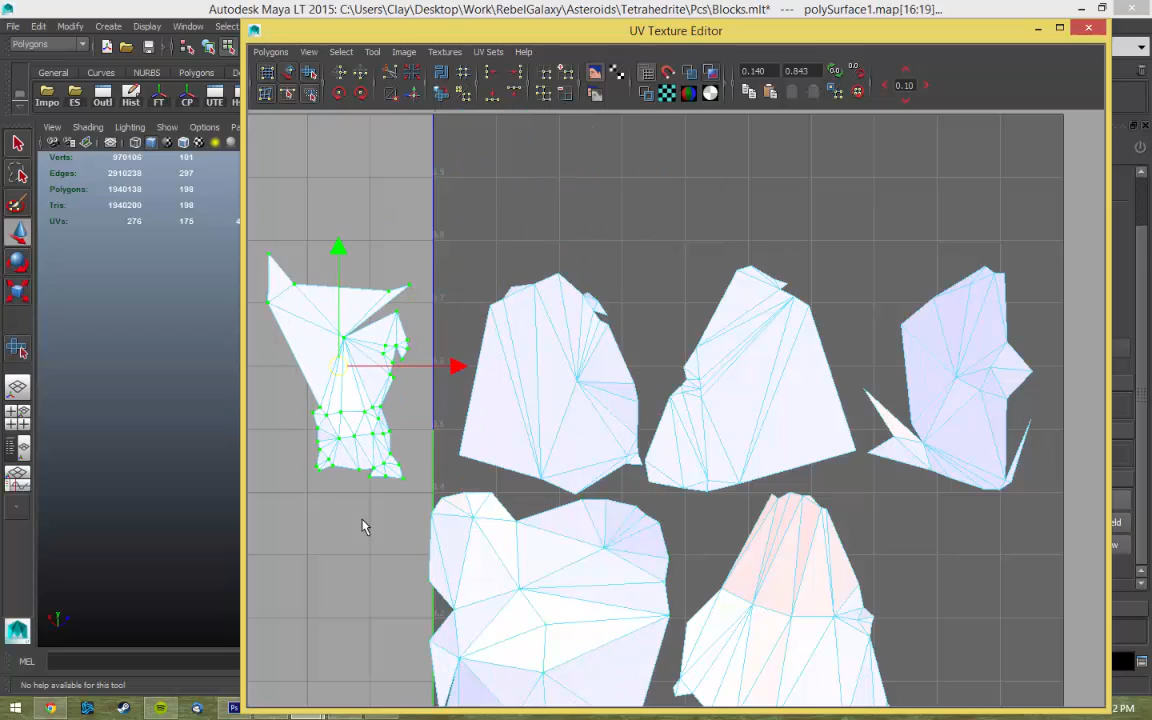 Autodesk Maya LT 2015: C:\Users\Clay\Desktop\Work\RebelGalaxy\Asteroids\Tetrahedrite\Pcs\Blocks.mlt* --- polySurface1.map[16:19]...
File Edit Modify Create Display Window Select
UV Texture Editor
Polygons
Polygons View Select Tool Image Textures UV Sets Help
General Curves NURBS Polygons
0.140 0.843
0.10
Impo ES Outl Hist FT CP UTE
View Shading Lighting Show Options
Verts: 970106 101
Edges: 2910238 297
Polygons: 1940138 198
Tris: 1940200 198
UVs: 276 175
MEL
No help available for this tool
2 PM